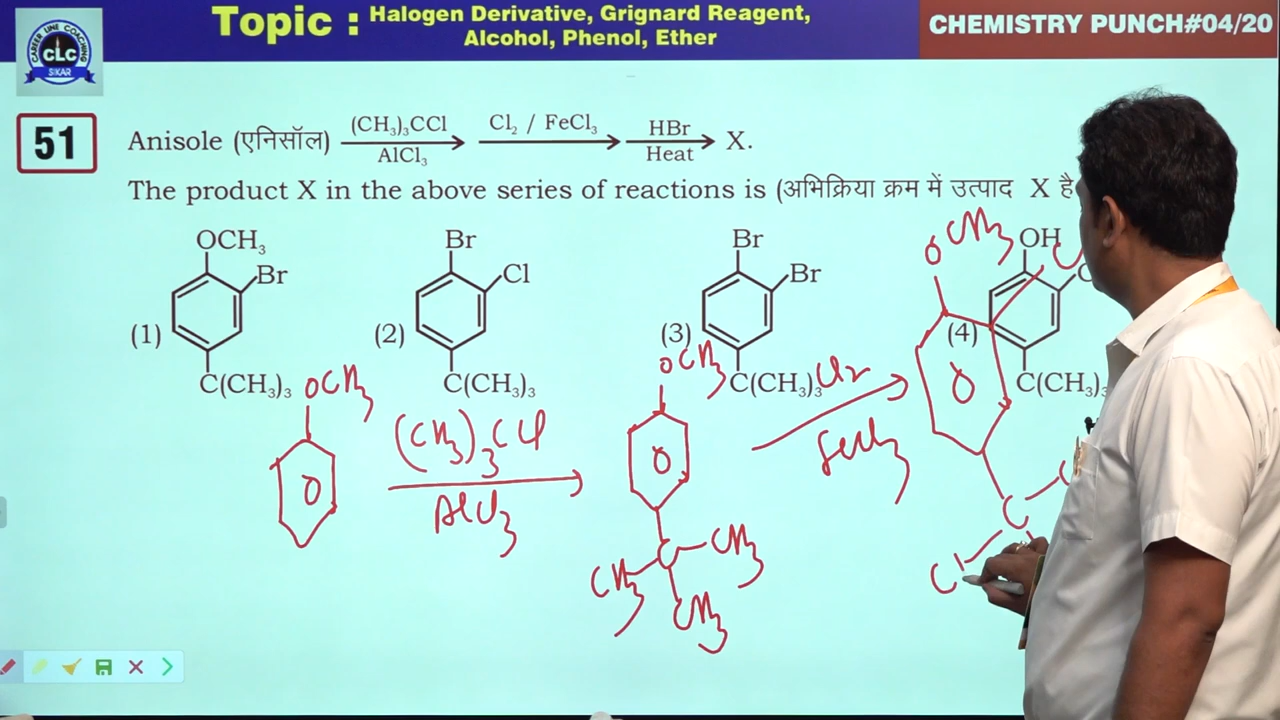 Topic : Halogen Derivative, Grignard Reagent,
Alcohol, Phenol, Ether
CHEMISTRY PUNCH#04/20
CAREER LINE COACHING
CLC
SIKAR
51
Anisole (एनिसॉल) (CH₃)₃CCl / AlCl₃ → Cl₂ / FeCl₃ → HBr / Heat → X.
The product X in the above series of reactions is (अभिक्रिया क्रम में उत्पाद X है
(1) OCH₃ Br C(CH₃)₃
(2) Br Cl C(CH₃)₃
(3) Br Br C(CH₃)₃
(4) OH C(CH₃)₃
OCH₃
(CH₃)₃CCl
AlCl₃
OCH₃
C
CH₃
CH₃
CH₃
Cl₂
FeCl₃
OCH₃
C